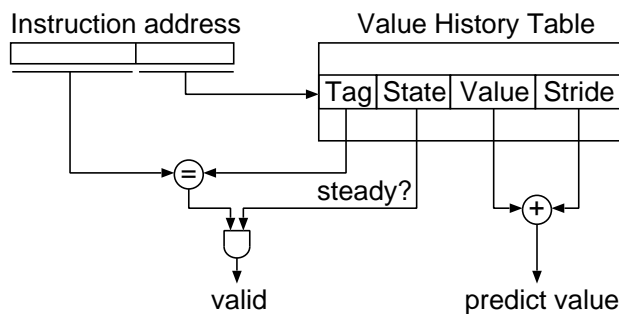 Instruction address
Value History Table
Tag State Value Stride
=
steady?
+
valid
predict value